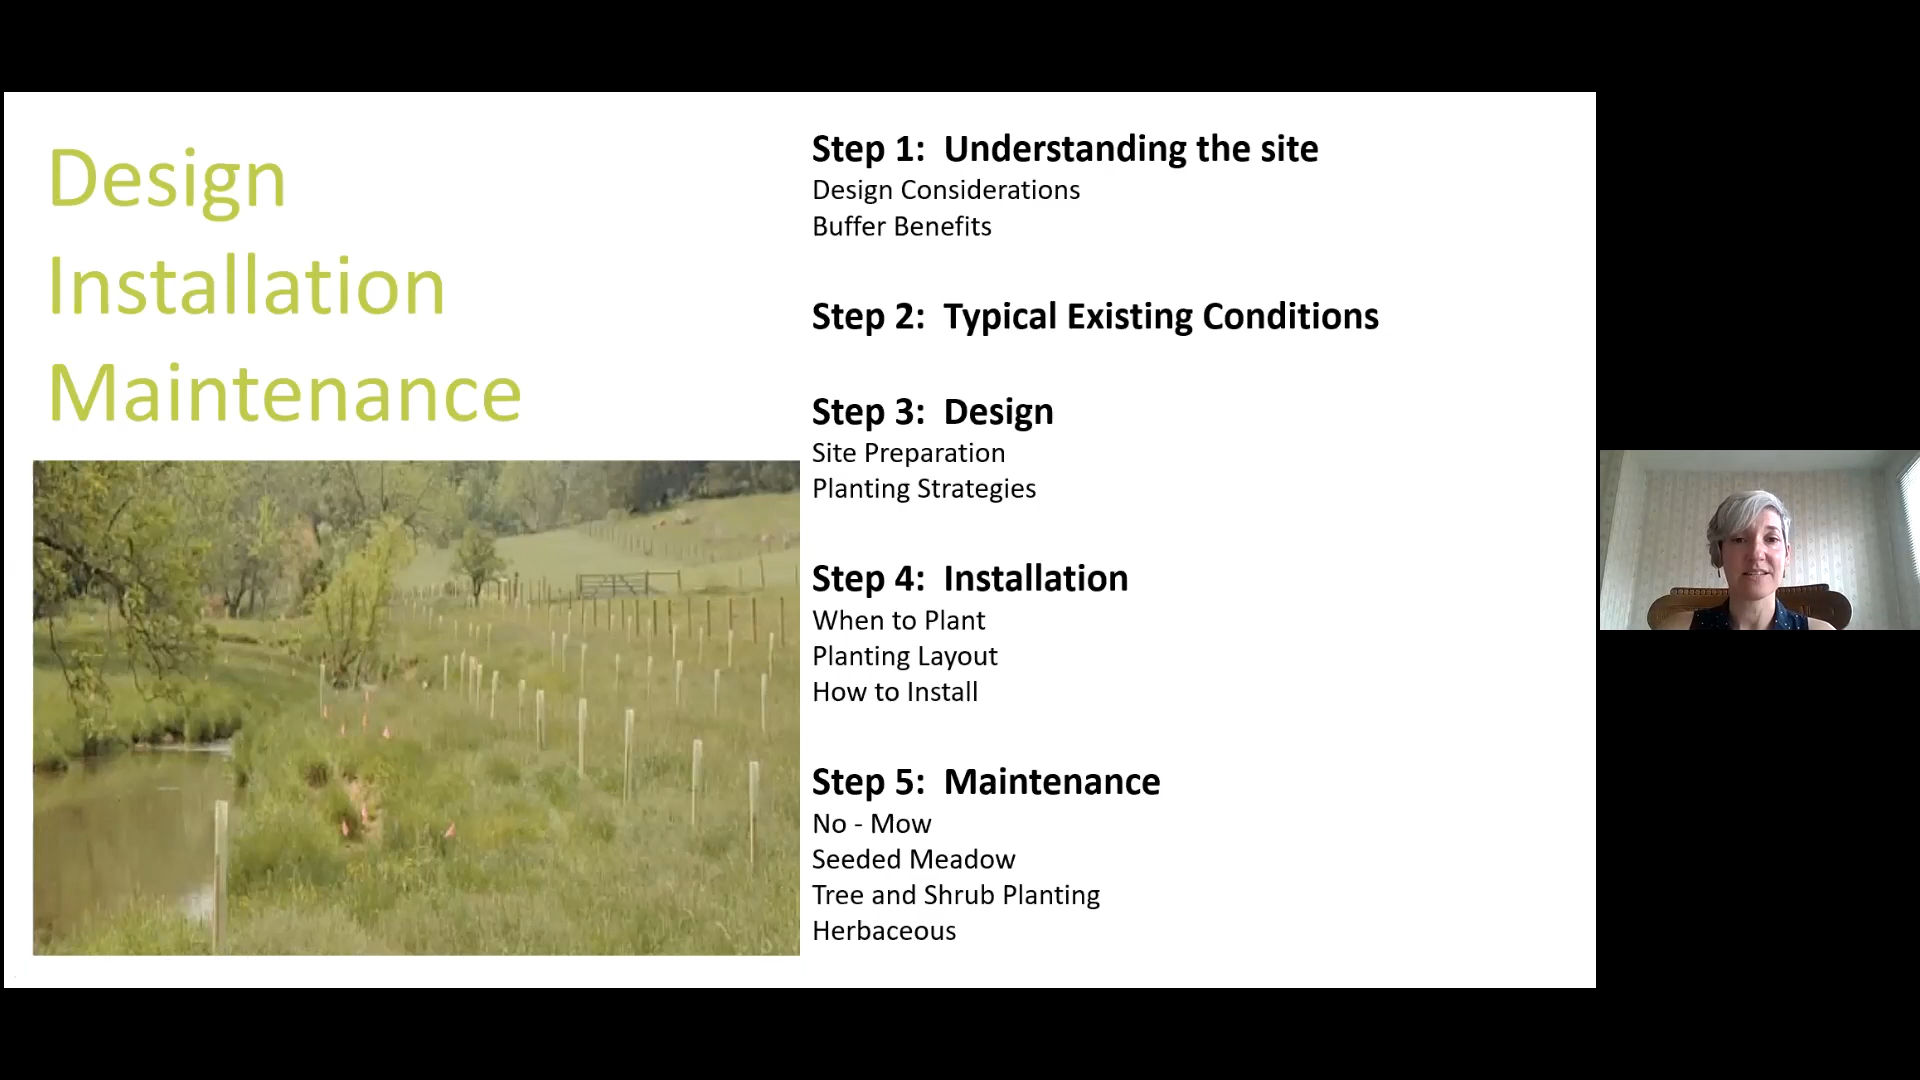 Design
Installation
Maintenance
Step 1:  Understanding the site
Design Considerations
Buffer Benefits
Step 2:  Typical Existing Conditions
Step 3:  Design
Site Preparation
Planting Strategies
Step 4:  Installation
When to Plant
Planting Layout
How to Install
Step 5:  Maintenance
No - Mow
Seeded Meadow
Tree and Shrub Planting
Herbaceous